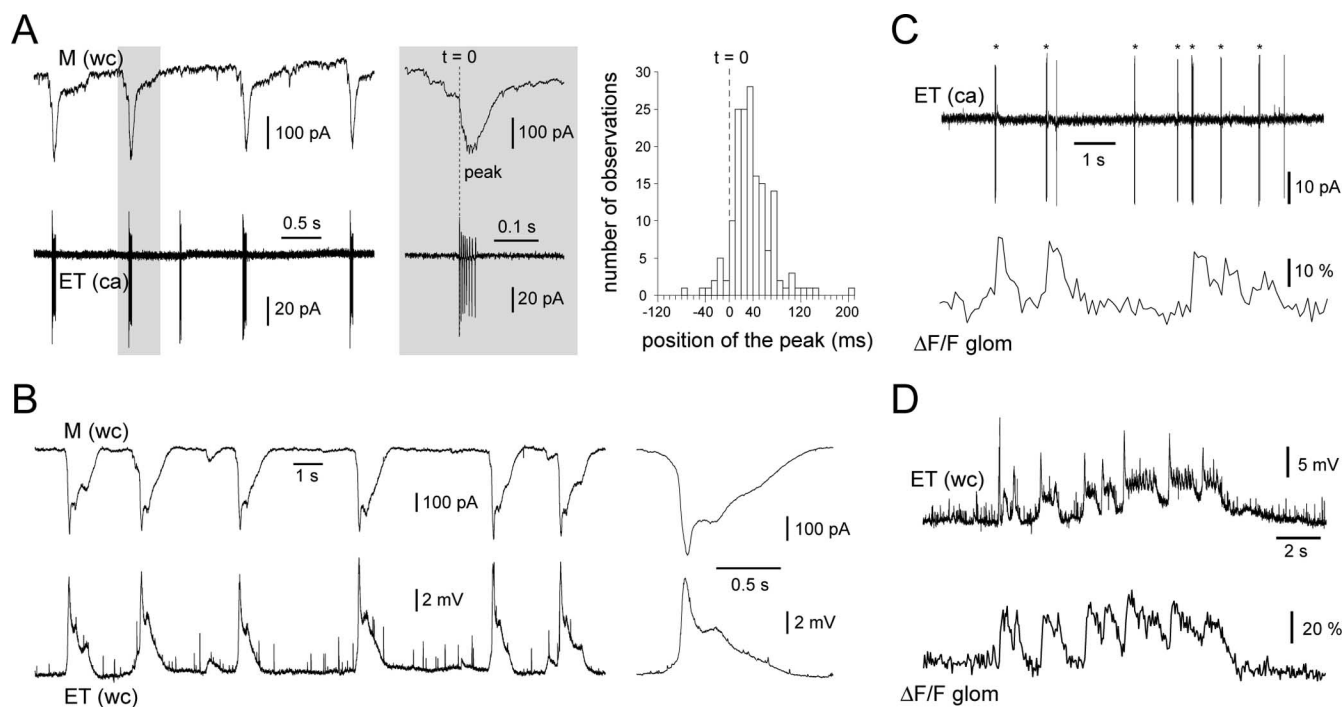 A
M (wc)
100 pA
0.5 s
ET (ca)
20 pA
t = 0
100 pA
peak
0.1 s
20 pA
t = 0
number of observations
30
25
20
15
10
5
0
-120 -40 0 40 120 200
position of the peak (ms)
B
M (wc)
1 s
100 pA
2 mV
ET (wc)
100 pA
0.5 s
2 mV
C
* * * * * * *
ET (ca)
1 s
10 pA
10 %
ΔF/F glom
D
ET (wc)
5 mV
2 s
20 %
ΔF/F glom